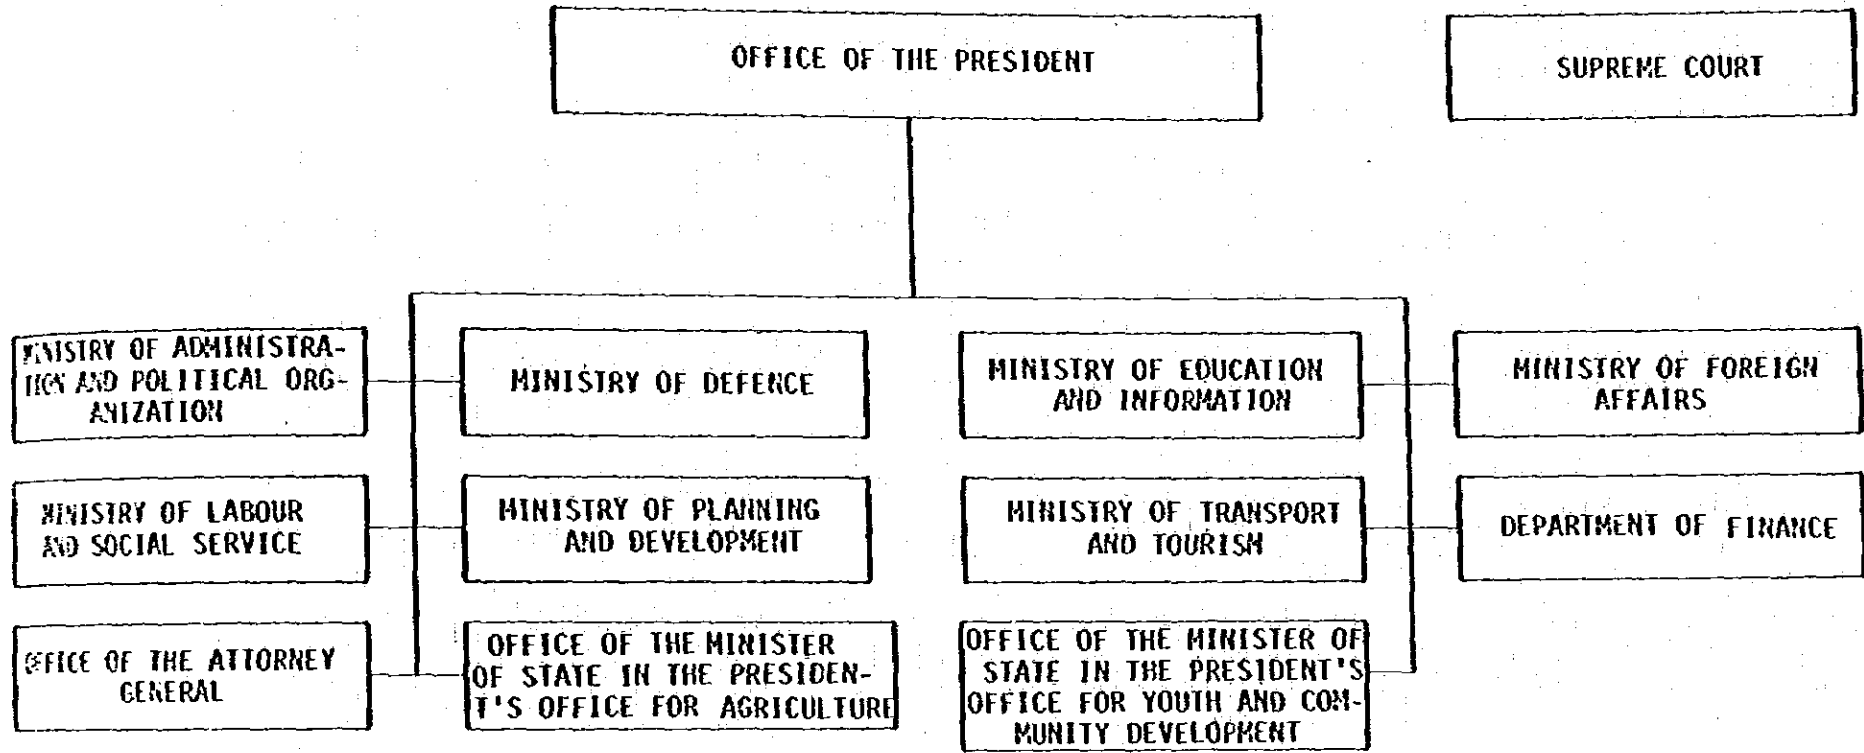 OFFICE OF THE PRESIDENT
SUPREME COURT
MINISTRY OF ADMINISTRA-
TION AND POLITICAL ORG-
ANIZATION
MINISTRY OF DEFENCE
MINISTRY OF EDUCATION
AND INFORMATION
MINISTRY OF FOREIGN
AFFAIRS
MINISTRY OF LABOUR
AND SOCIAL SERVICE
MINISTRY OF PLANNING
AND DEVELOPMENT
MINISTRY OF TRANSPORT
AND TOURISM
DEPARTMENT OF FINANCE
OFFICE OF THE ATTORNEY
GENERAL
OFFICE OF THE MINISTER
OF STATE IN THE PRESIDEN-
T'S OFFICE FOR AGRICULTURE
OFFICE OF THE MINISTER OF
STATE IN THE PRESIDENT'S
OFFICE FOR YOUTH AND COM-
MUNITY DEVELOPMENT